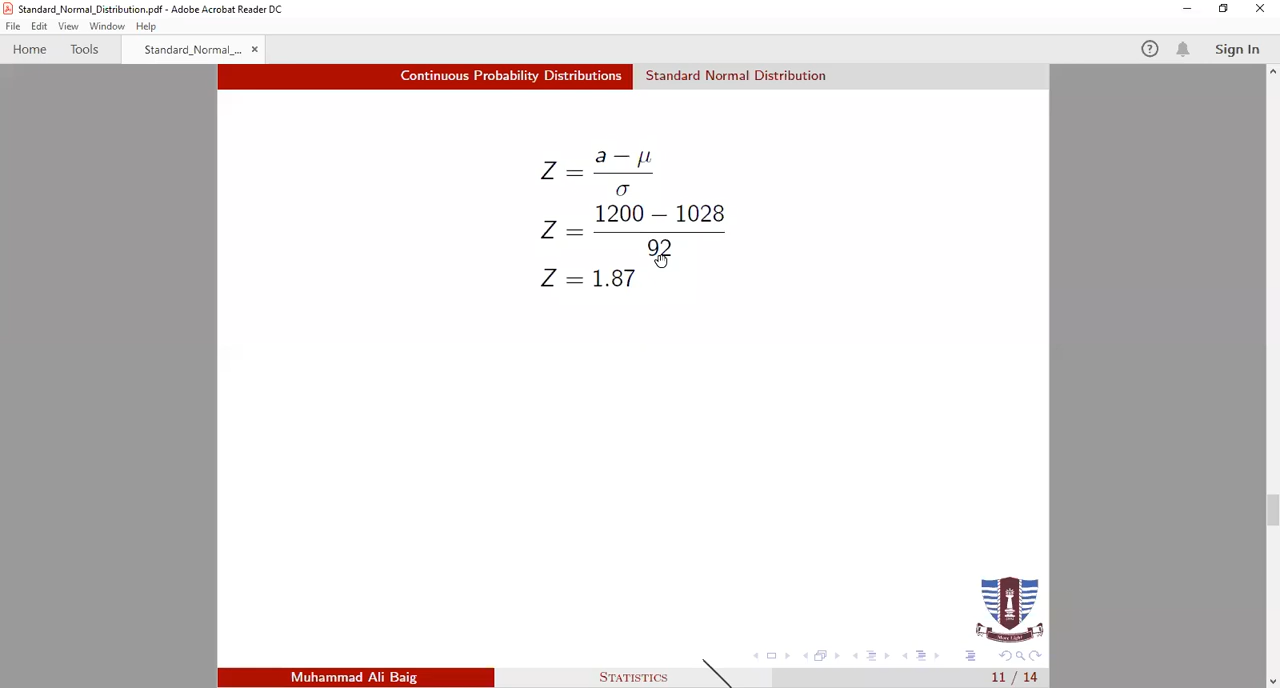 Standard_Normal_Distribution.pdf - Adobe Acrobat Reader DC
File Edit View Window Help
Home Tools Standard_Normal_... × ? Sign In
Continuous Probability Distributions Standard Normal Distribution
Z = (a − μ) / σ
Z = (1200 − 1028) / 92
Z = 1.87
Muhammad Ali Baig STATISTICS 11 / 14